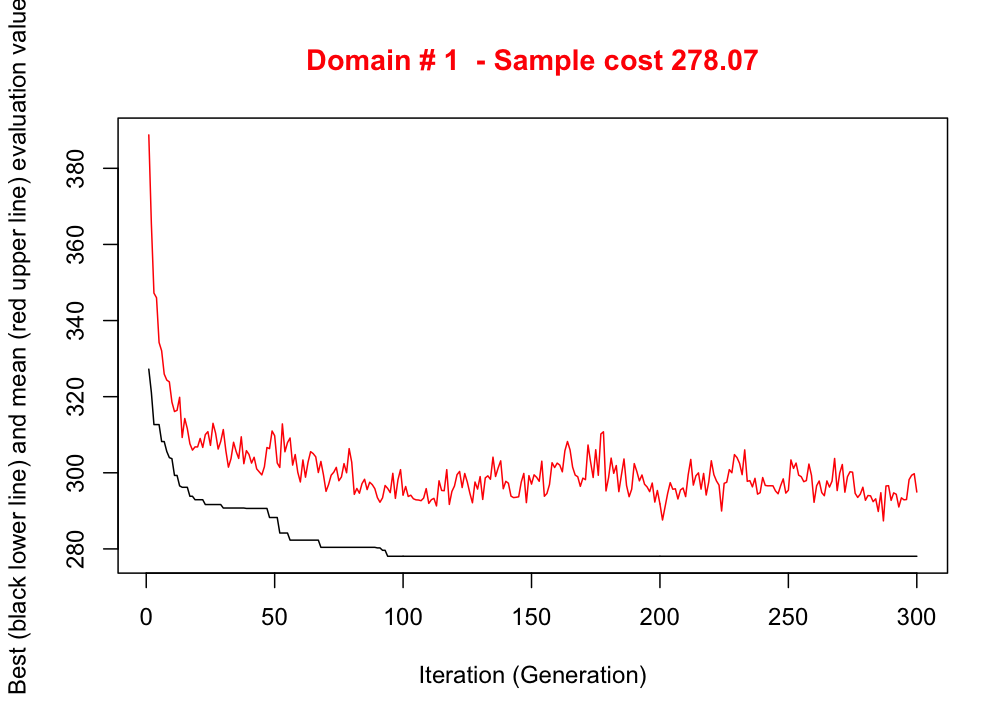 Domain # 1 - Sample cost 278.07
Best (black lower line) and mean (red upper line) evaluation value
380
360
340
320
300
280
0 50 100 150 200 250 300
Iteration (Generation)